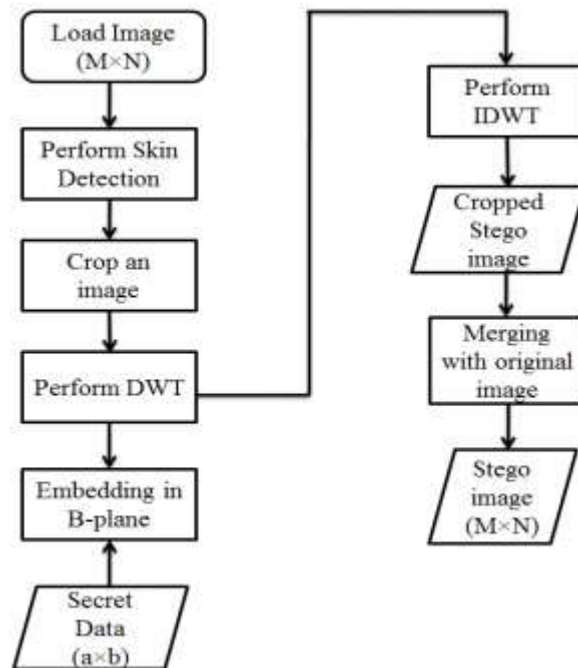 Load Image
(M×N)
Perform Skin
Detection
Crop an
image
Perform DWT
Embedding in
B-plane
Secret
Data
(a×b)
Perform
IDWT
Cropped
Stego
image
Merging
with original
image
Stego
image
(M×N)